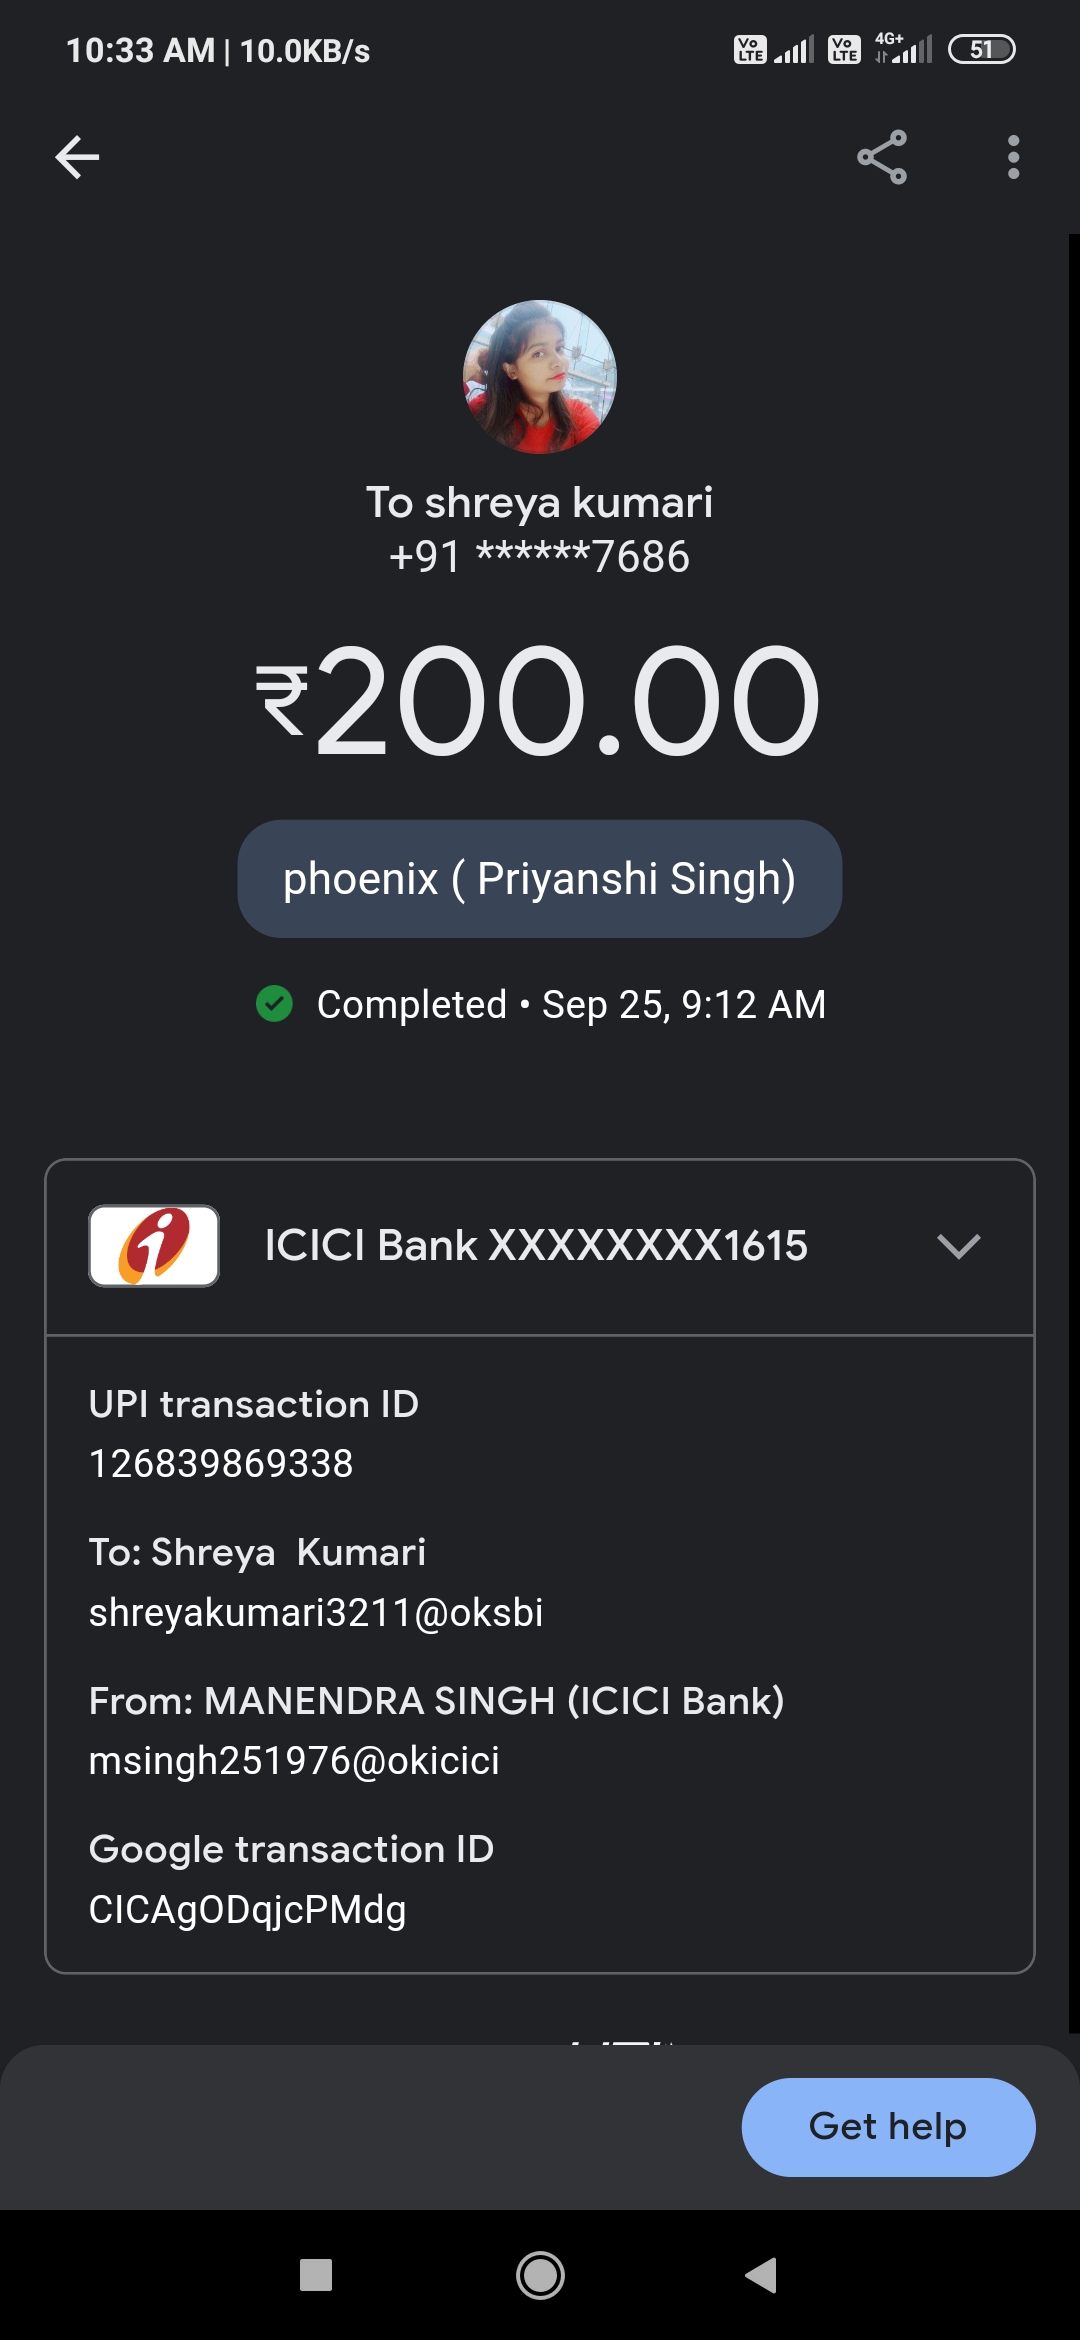 10:33 AM | 10.0KB/s
Vo LTE Vo LTE 4G+ 51
To shreya kumari
+91 ******7686
₹200.00
phoenix ( Priyanshi Singh)
Completed • Sep 25, 9:12 AM
ICICI Bank XXXXXXXX1615
UPI transaction ID
126839869338
To: Shreya  Kumari
shreyakumari3211@oksbi
From: MANENDRA SINGH (ICICI Bank)
msingh251976@okicici
Google transaction ID
CICAgODqjcPMdg
Get help